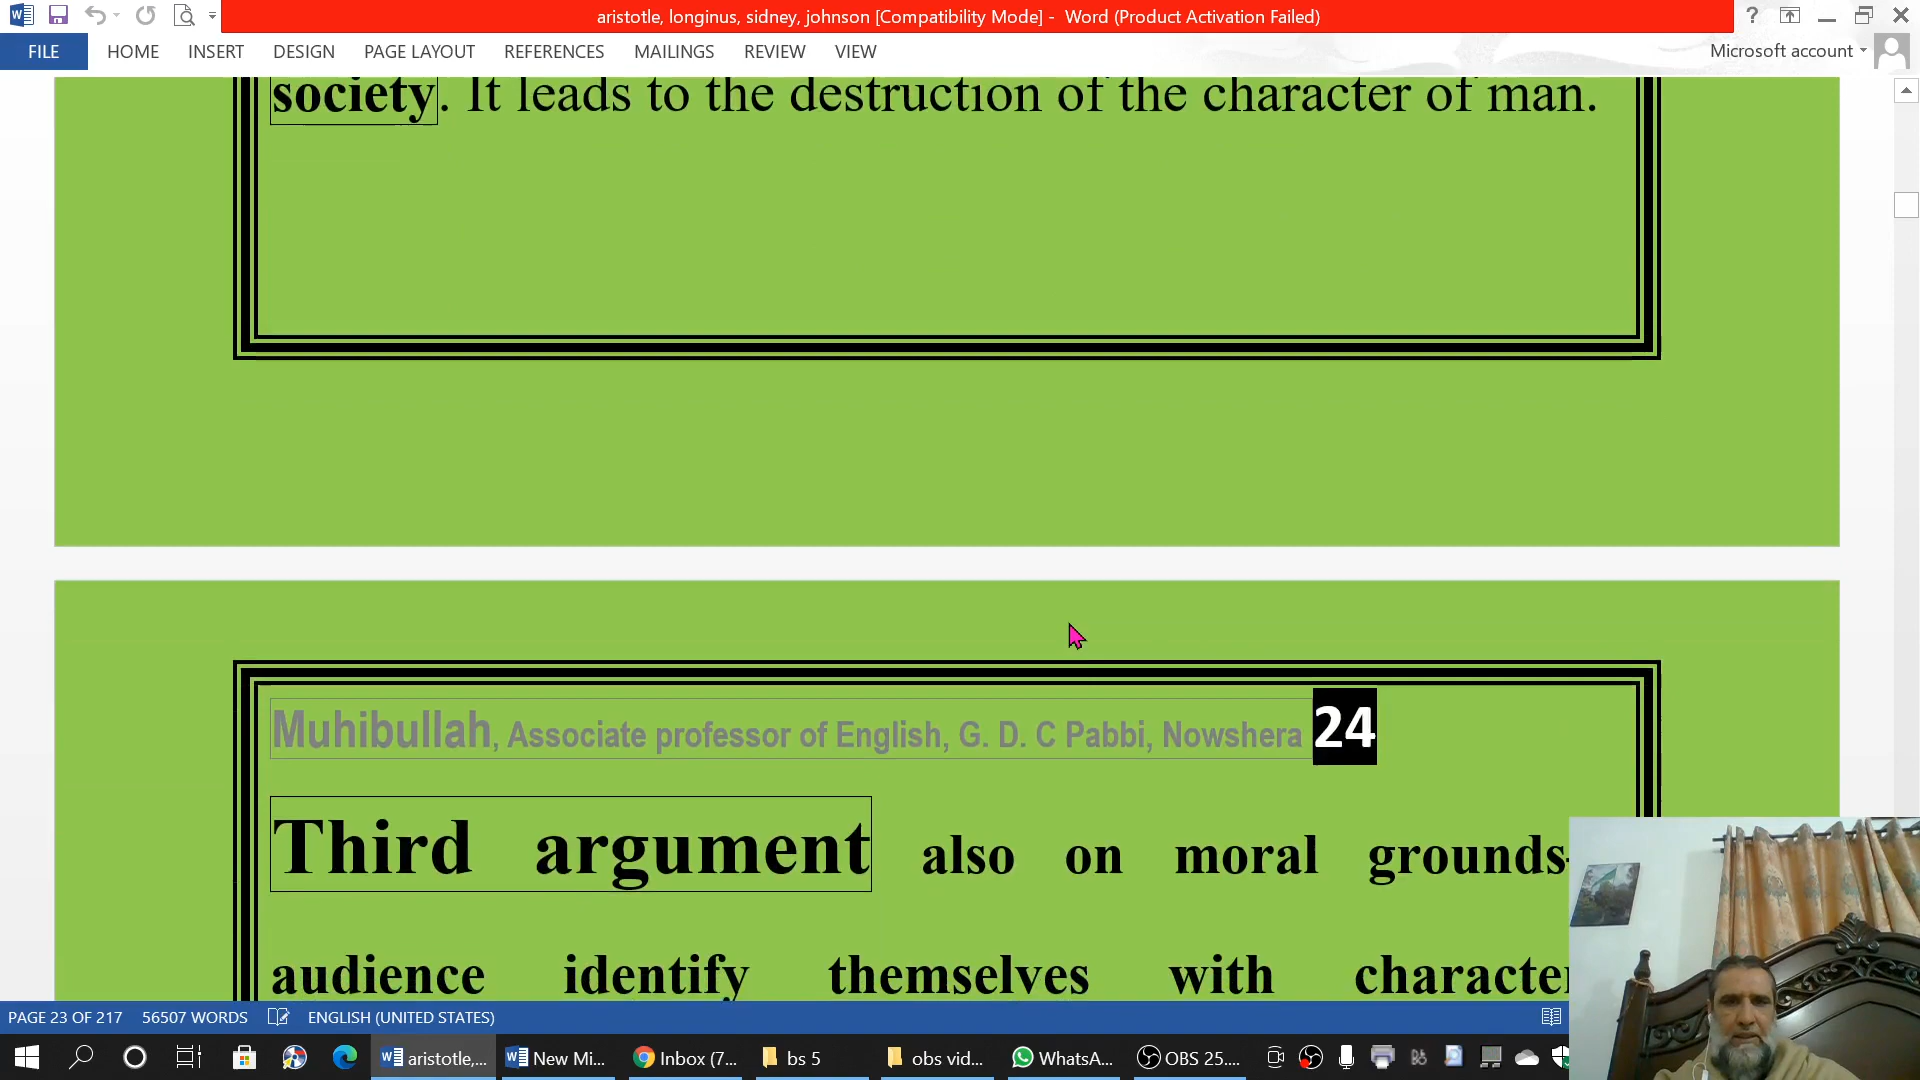 aristotle, longinus, sidney, johnson [Compatibility Mode] - Word (Product Activation Failed)
FILE HOME INSERT DESIGN PAGE LAYOUT REFERENCES MAILINGS REVIEW VIEW Microsoft account
society. It leads to the destruction of the character of man.
Muhibullah, Associate professor of English, G. D. C Pabbi, Nowshera 24
Third argument also on moral grounds-
audience identify themselves with character
PAGE 23 OF 217 56507 WORDS ENGLISH (UNITED STATES)
aristotle,... New Mi... Inbox (7... bs 5 obs vid... WhatsA... OBS 25....